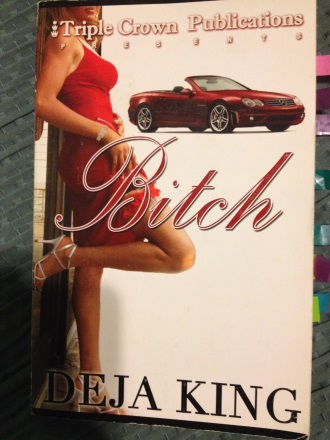 Triple Crown Publications
PRESENTS
Bitch
DEJA KING